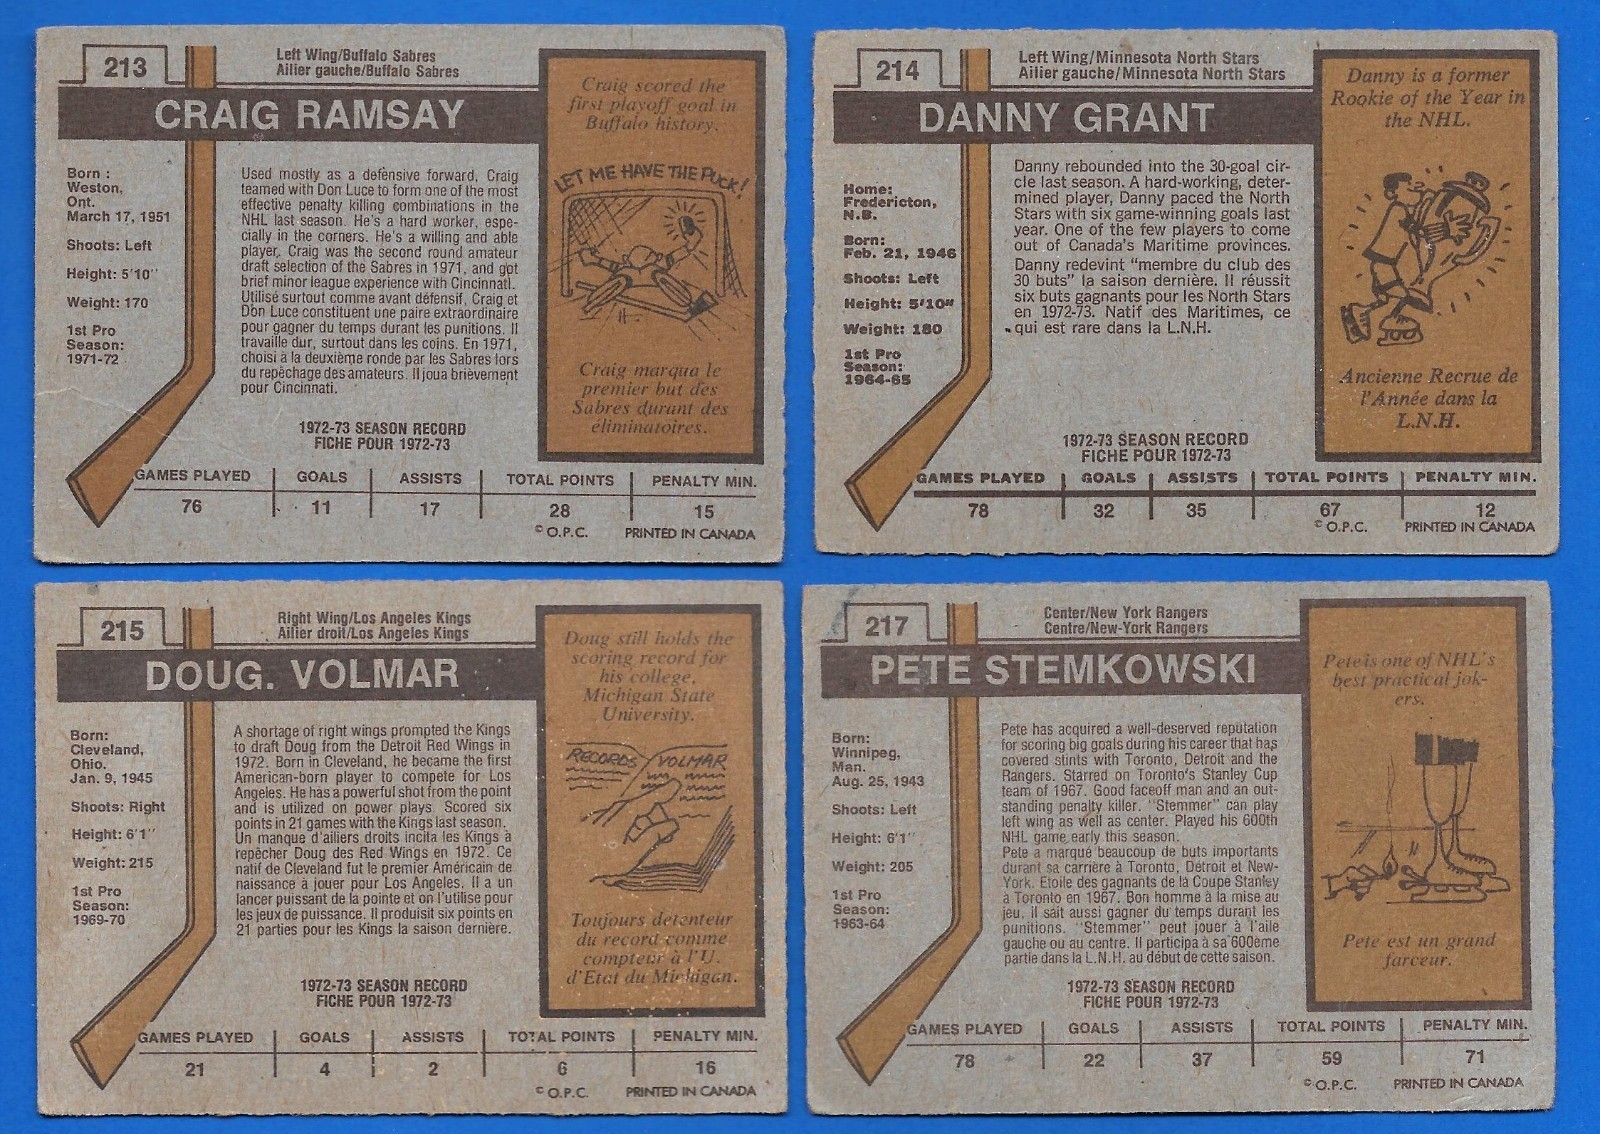 213
Left Wing/Buffalo Sabres
Ailier gauche/Buffalo Sabres
CRAIG RAMSAY
Born :
Weston,
Ont.
March 17, 1951
Shoots: Left
Height: 5'10"
Weight: 170
1st Pro
Season:
1971-72
Used mostly as a defensive forward, Craig
teamed with Don Luce to form one of the most
effective penalty killing combinations in the
NHL last season. He's a hard worker, espe-
cially in the corners. He's a willing and able
player. Craig was the second round amateur
draft selection of the Sabres in 1971, and got
brief minor league experience with Cincinnati.
Utilisé surtout comme avant défensif, Craig et
Don Luce constituent une paire extraordinaire
pour gagner du temps durant les punitions. Il
travaille dur, surtout dans les coins. En 1971,
choisi à la deuxième ronde par les Sabres lors
du repêchage des amateurs. Il joua brièvement
pour Cincinnati.
Craig scored the
first playoff goal in
Buffalo history.
LET ME HAVE THE PUCK!
Craig marqua le
premier but des
Sabres durant des
éliminatoires.
1972-73 SEASON RECORD
FICHE POUR 1972-73
GAMES PLAYED GOALS ASSISTS TOTAL POINTS PENALTY MIN.
76 11 17 28 15
© O.P.C. PRINTED IN CANADA
214
Left Wing/Minnesota North Stars
Ailier gauche/Minnesota North Stars
DANNY GRANT
Home:
Fredericton,
N.B.
Born:
Feb. 21, 1946
Shoots: Left
Height: 5'10"
Weight: 180
1st Pro
Season:
1964-65
Danny rebounded into the 30-goal cir-
cle last season. A hard-working, deter-
mined player, Danny paced the North
Stars with six game-winning goals last
year. One of the few players to come
out of Canada's Maritime provinces.
Danny redevint "membre du club des
30 buts" la saison dernière. Il réussit
six buts gagnants pour les North Stars
en 1972-73. Natif des Maritimes, ce
qui est rare dans la L.N.H.
Danny is a former
Rookie of the Year in
the NHL.
Ancienne Recrue de
l'Année dans la
L.N.H.
1972-73 SEASON RECORD
FICHE POUR 1972-73
GAMES PLAYED GOALS ASSISTS TOTAL POINTS PENALTY MIN.
78 32 35 67 12
© O.P.C. PRINTED IN CANADA
215
Right Wing/Los Angeles Kings
Ailier droit/Los Angeles Kings
DOUG. VOLMAR
Born:
Cleveland,
Ohio.
Jan. 9, 1945
Shoots: Right
Height: 6'1"
Weight: 215
1st Pro
Season:
1969-70
A shortage of right wings prompted the Kings
to draft Doug from the Detroit Red Wings in
1972. Born in Cleveland, he became the first
American-born player to compete for Los
Angeles. He has a powerful shot from the point
and is utilized on power plays. Scored six
points in 21 games with the Kings last season.
Un manque d'ailiers droits incita les Kings à
repêcher Doug des Red Wings en 1972. Ce
natif de Cleveland fut le premier Américain de
naissance à jouer pour Los Angeles. Il a un
lancer puissant de la pointe et on l'utilise pour
les jeux de puissance. Il produisit six points en
21 parties pour les Kings la saison dernière.
Doug still holds the
scoring record for
his college,
Michigan State
University.
RECORDS VOLMAR
Toujours détenteur
du record comme
compteur à l'U.
d'Etat du Michigan.
1972-73 SEASON RECORD
FICHE POUR 1972-73
GAMES PLAYED GOALS ASSISTS TOTAL POINTS PENALTY MIN.
21 4 2 6 16
© O.P.C. PRINTED IN CANADA
217
Center/New York Rangers
Centre/New-York Rangers
PETE STEMKOWSKI
Born:
Winnipeg,
Man.
Aug. 25, 1943
Shoots: Left
Height: 6'1"
Weight: 205
1st Pro
Season:
1963-64
Pete has acquired a well-deserved reputation
for scoring big goals during his career that has
covered stints with Toronto, Detroit and the
Rangers. Starred on Toronto's Stanley Cup
team of 1967. Good faceoff man and an out-
standing penalty killer. "Stemmer" can play
left wing as well as center. Played his 600th
NHL game early this season.
Pete a marqué beaucoup de buts importants
durant sa carrière à Toronto, Détroit et New-
York. Etoile des gagnants de la Coupe Stanley
à Toronto en 1967. Bon homme à la mise au
jeu, il sait aussi gagner du temps durant les
punitions. "Stemmer" peut jouer à l'aile
gauche ou au centre. Il participa à sa 600ème
partie dans la L.N.H. au début de cette saison.
Pete is one of NHL's
best practical jok-
ers.
Pete est un grand
farceur.
1972-73 SEASON RECORD
FICHE POUR 1972-73
GAMES PLAYED GOALS ASSISTS TOTAL POINTS PENALTY MIN.
78 22 37 59 71
© O.P.C. PRINTED IN CANADA